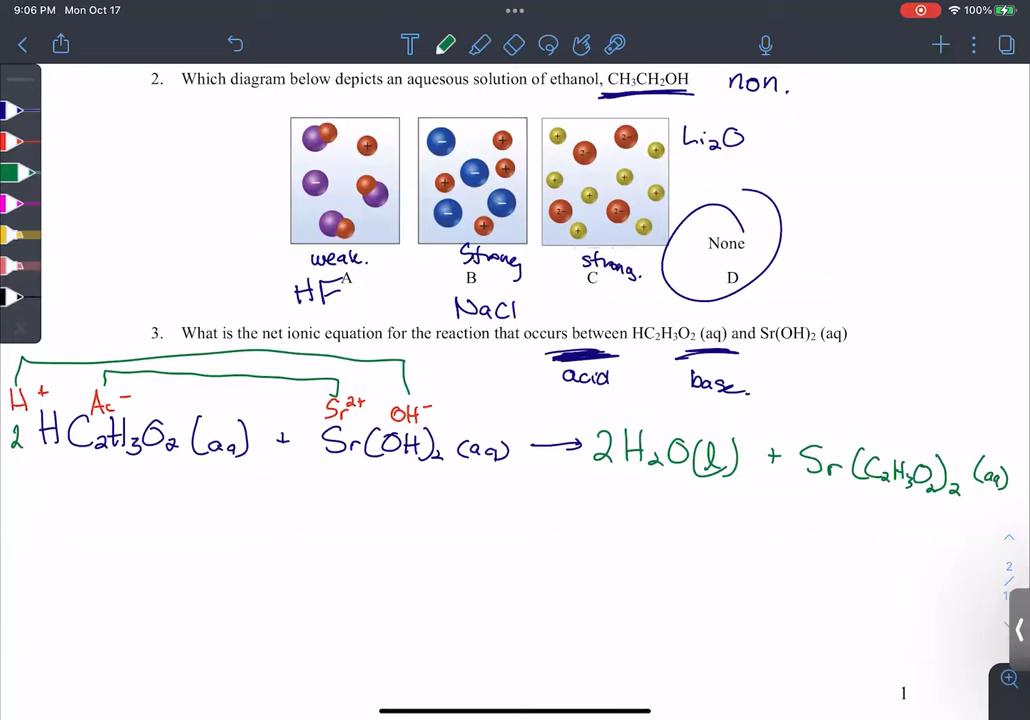 9:06 PM Mon Oct 17
100%
2. Which diagram below depicts an aquesous solution of ethanol, CH₃CH₂OH non.
Li₂O
None
weak. Strong strong.
A B C D
HF NaCl
3. What is the net ionic equation for the reaction that occurs between HC₂H₃O₂ (aq) and Sr(OH)₂ (aq)
acid base.
H⁺ Ac⁻ Sr²⁺ OH⁻
2 HC₂H₃O₂ (aq) + Sr(OH)₂ (aq) → 2H₂O(l) + Sr(C₂H₃O₂)₂ (aq)
2
/
1
1